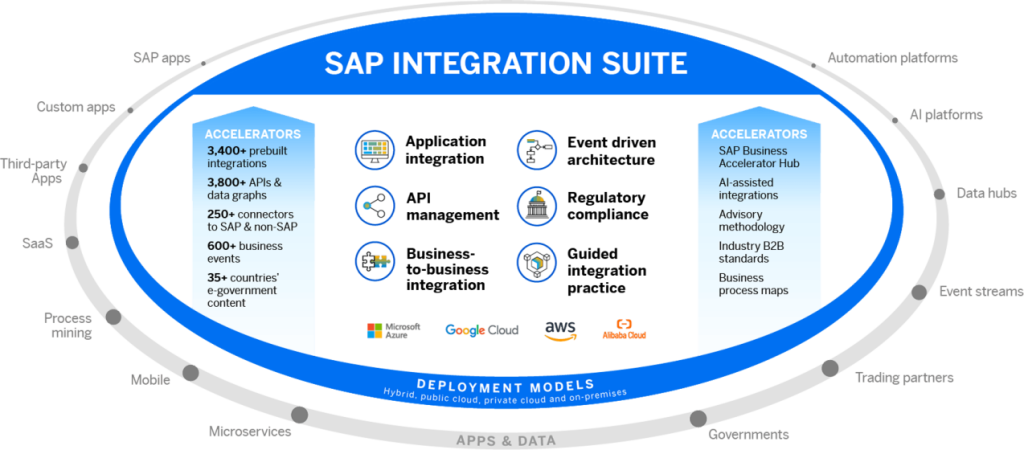 SAP INTEGRATION SUITE
SAP apps
Custom apps
Third-party
Apps
SaaS
Process
mining
Mobile
Microservices
ACCELERATORS
3,400+ prebuilt
integrations
3,800+ APIs &
data graphs
250+ connectors
to SAP & non-SAP
600+ business
events
35+ countries'
e-government
content
Application
integration
API
management
Business-
to-business
integration
Event driven
architecture
Regulatory
compliance
Guided
integration
practice
Microsoft
Azure
Google Cloud
aws
Alibaba Cloud
ACCELERATORS
SAP Business
Accelerator Hub
AI-assisted
integrations
Advisory
methodology
Industry B2B
standards
Business
process maps
Automation platforms
AI platforms
Data hubs
Event streams
Trading partners
Governments
DEPLOYMENT MODELS
Hybrid, public cloud, private cloud and on-premises
APPS & DATA